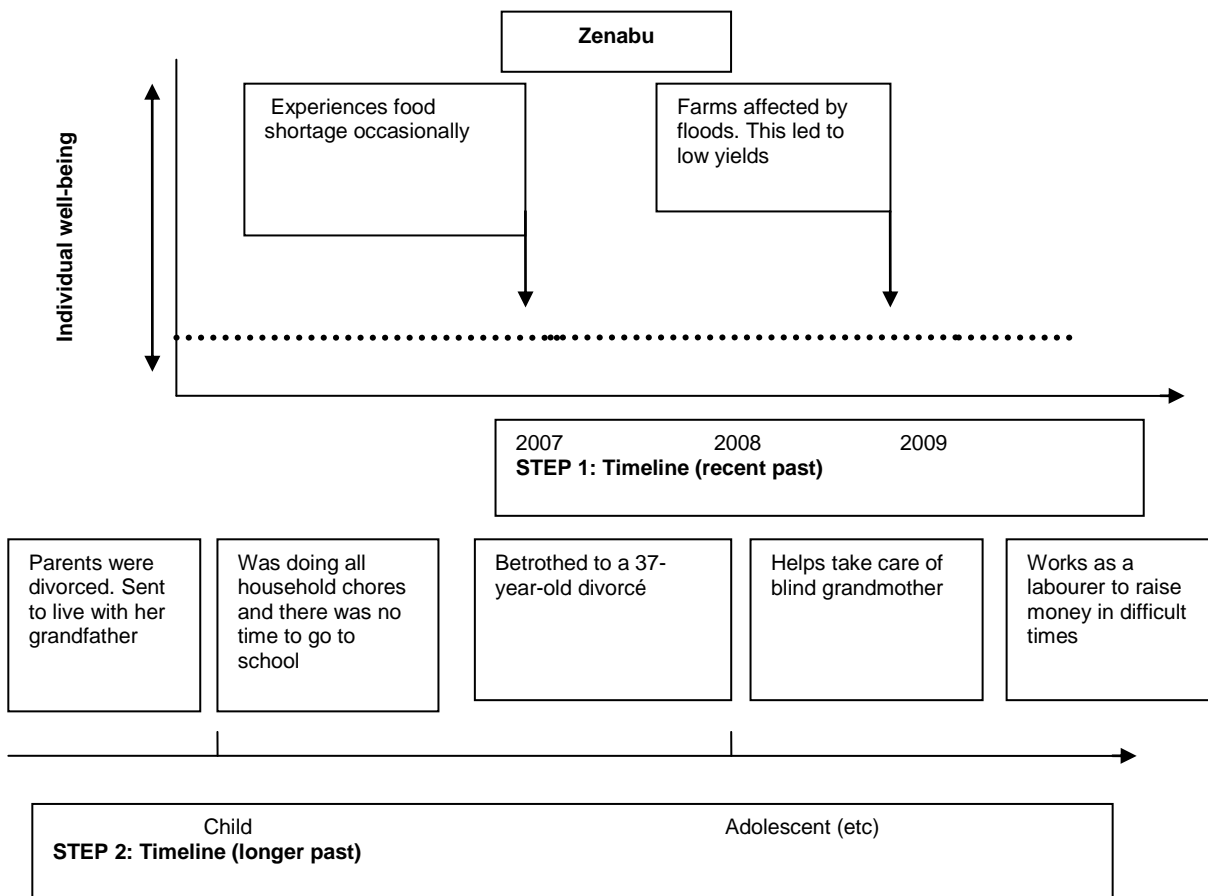 Zenabu
Individual well-being
Experiences food
shortage occasionally
Farms affected by
floods. This led to
low yields
2007 2008 2009
STEP 1: Timeline (recent past)
Parents were
divorced. Sent
to live with her
grandfather
Was doing all
household chores
and there was no
time to go to
school
Betrothed to a 37-
year-old divorcé
Helps take care of
blind grandmother
Works as a
labourer to raise
money in difficult
times
Child Adolescent (etc)
STEP 2: Timeline (longer past)